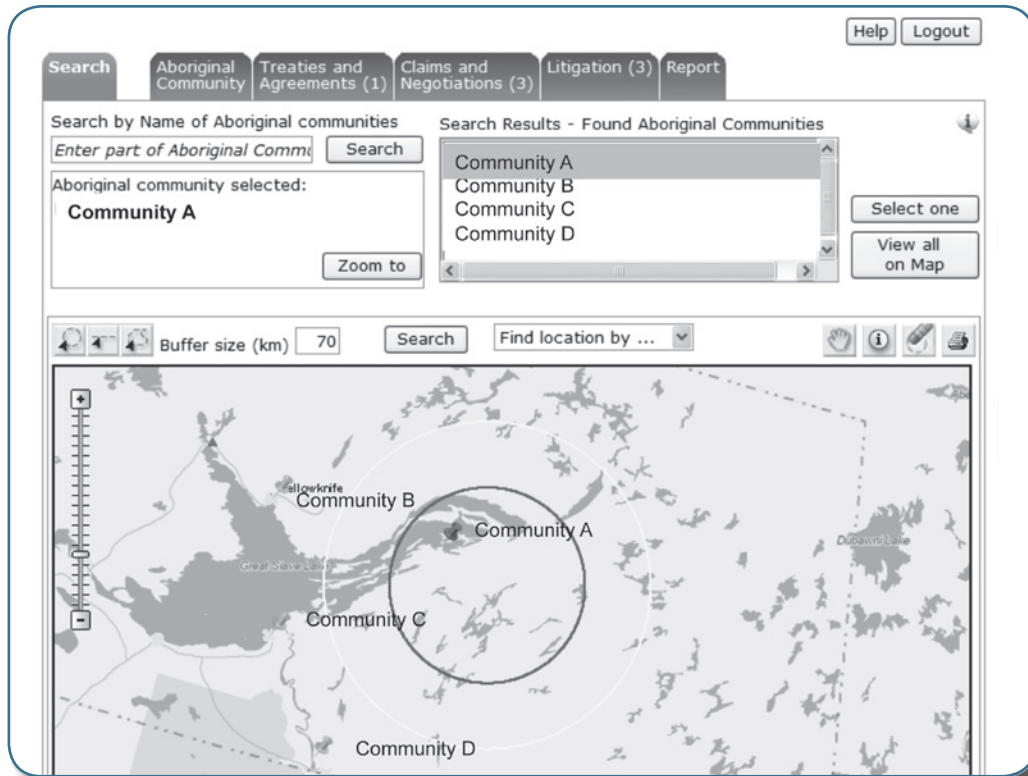 Help Logout
Search
Aboriginal Community
Treaties and Agreements (1)
Claims and Negotiations (3)
Litigation (3)
Report
Search by Name of Aboriginal communities
Enter part of Aboriginal Commu
Search
Aboriginal community selected:
Community A
Zoom to
Search Results - Found Aboriginal Communities
Community A
Community B
Community C
Community D
Select one
View all
on Map
Buffer size (km) 70
Search
Find location by ...
ellowknife
Community B
Community A
Great Slave Lake
Dubawnt Lake
Community C
Community D